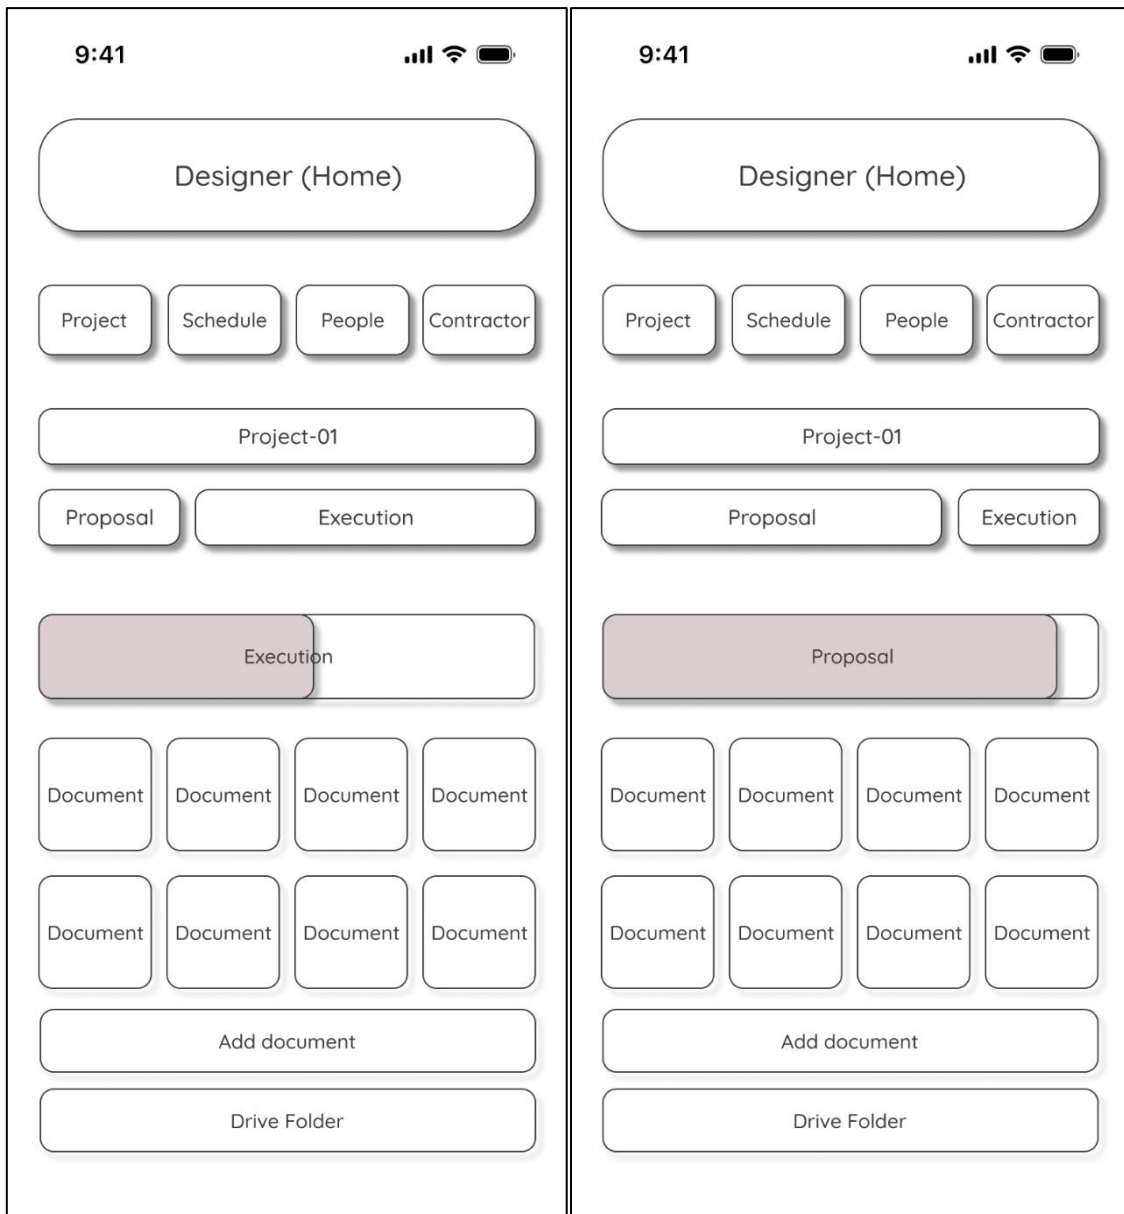 9:41
Designer (Home)
Project Schedule People Contractor
Project-01
Proposal Execution
Execution
Document Document Document Document
Document Document Document Document
Add document
Drive Folder
9:41
Designer (Home)
Project Schedule People Contractor
Project-01
Proposal Execution
Proposal
Document Document Document Document
Document Document Document Document
Add document
Drive Folder